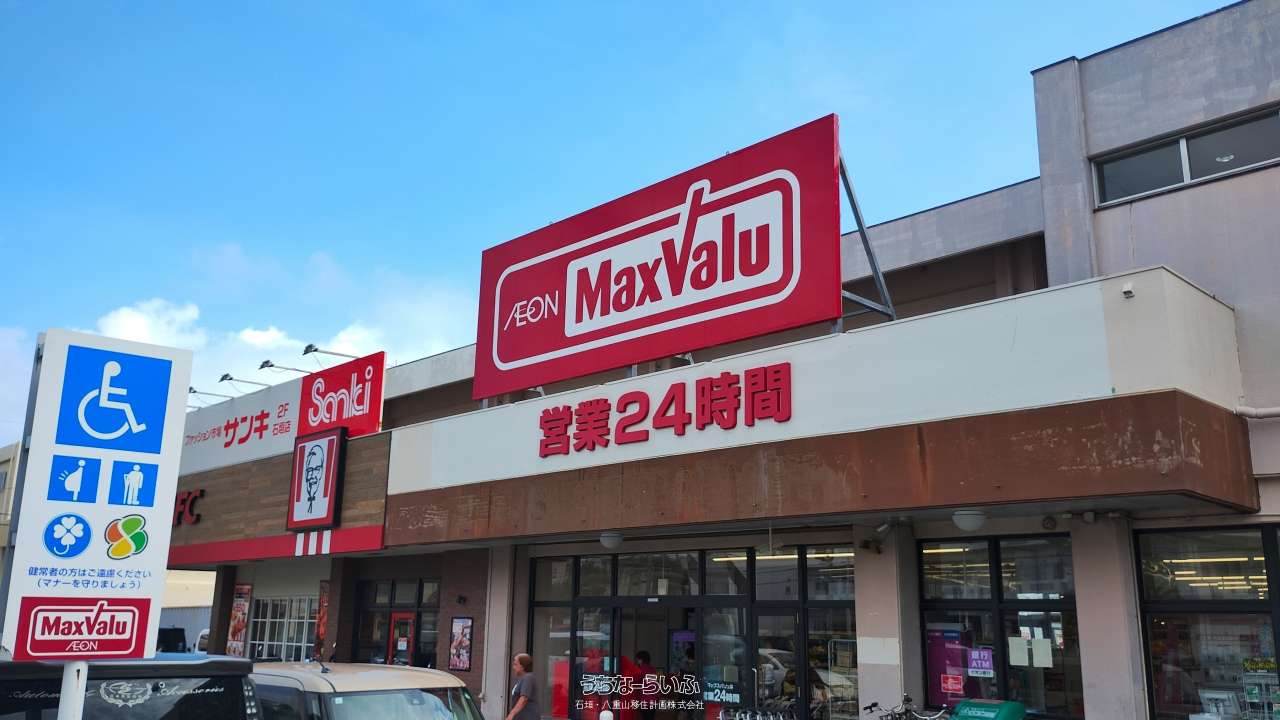 健常者の方はご遠慮ください
(マナーを守りましょう)
MaxValu
ÆON
ファッション市場
サンキ
2F
石垣店
Sanki
FC
ÆON
MaxValu
営業24時間
銀行
ATM
営業24時間
うちなーらいふ
石垣・八重山移住計画株式会社